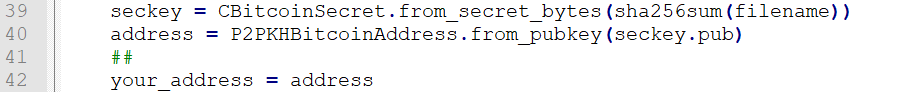 39 seckey = CBitcoinSecret.from_secret_bytes(sha256sum(filename))
40 address = P2PKHBitcoinAddress.from_pubkey(seckey.pub)
41 ##
42 your_address = address